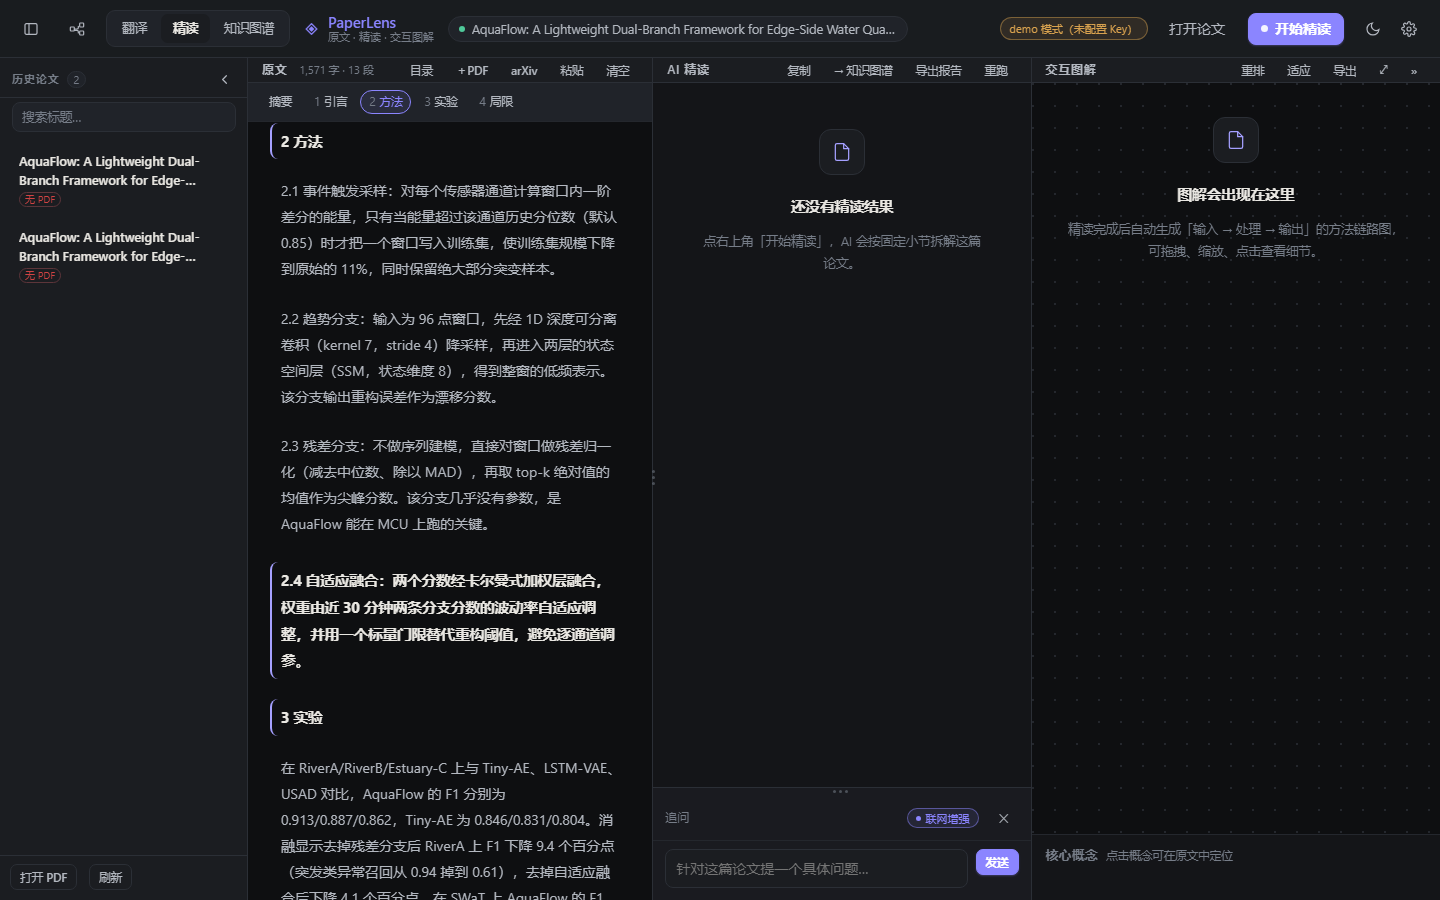 翻译
精读
知识图谱
PaperLens
原文 · 精读 · 交互图解
AquaFlow: A Lightweight Dual-Branch Framework for Edge-Side Water Qua...
demo 模式（未配置 Key）
打开论文
开始精读
历史论文 2
搜索标题...
AquaFlow: A Lightweight Dual-
Branch Framework for Edge-...
无 PDF
AquaFlow: A Lightweight Dual-
Branch Framework for Edge-...
无 PDF
打开 PDF
刷新
原文 1,571 字 · 13 段 目录 +PDF arXiv 粘贴 清空
摘要 1 引言 2 方法 3 实验 4 局限
2 方法
2.1 事件触发采样：对每个传感器通道计算窗口内一阶
差分的能量，只有当能量超过该通道历史分位数（默认
0.85）时才把一个窗口写入训练集，使训练集规模下降
到原始的 11%，同时保留绝大部分突变样本。
2.2 趋势分支：输入为 96 点窗口，先经 1D 深度可分离
卷积（kernel 7，stride 4）降采样，再进入两层的状态
空间层（SSM，状态维度 8），得到整窗的低频表示。
该分支输出重构误差作为漂移分数。
2.3 残差分支：不做序列建模，直接对窗口做残差归一
化（减去中位数、除以 MAD），再取 top-k 绝对值的
均值作为尖峰分数。该分支几乎没有参数，是
AquaFlow 能在 MCU 上跑的关键。
2.4 自适应融合：两个分数经卡尔曼式加权层融合，
权重由近 30 分钟两条分支分数的波动率自适应调
整，并用一个标量门限替代重构阈值，避免逐通道调
参。
3 实验
在 RiverA/RiverB/Estuary-C 上与 Tiny-AE、LSTM-VAE、
USAD 对比，AquaFlow 的 F1 分别为
0.913/0.887/0.862，Tiny-AE 为 0.846/0.831/0.804。消
融显示去掉残差分支后 RiverA 上 F1 下降 9.4 个百分点
（突发类异常召回从 0.94 掉到 0.61），去掉自适应融
合后下降 4.1 个百分点。在 SWaT 上 AquaFlow 的 F1
AI 精读 复制 →知识图谱 导出报告 重跑
还没有精读结果
点右上角「开始精读」，AI 会按固定小节拆解这篇
论文。
追问
联网增强
针对这篇论文提一个具体问题...
发送
交互图解 重排 适应 导出
图解会出现在这里
精读完成后自动生成「输入 → 处理 → 输出」的方法链路图，
可拖拽、缩放、点击查看细节。
核心概念 点击概念可在原文中定位